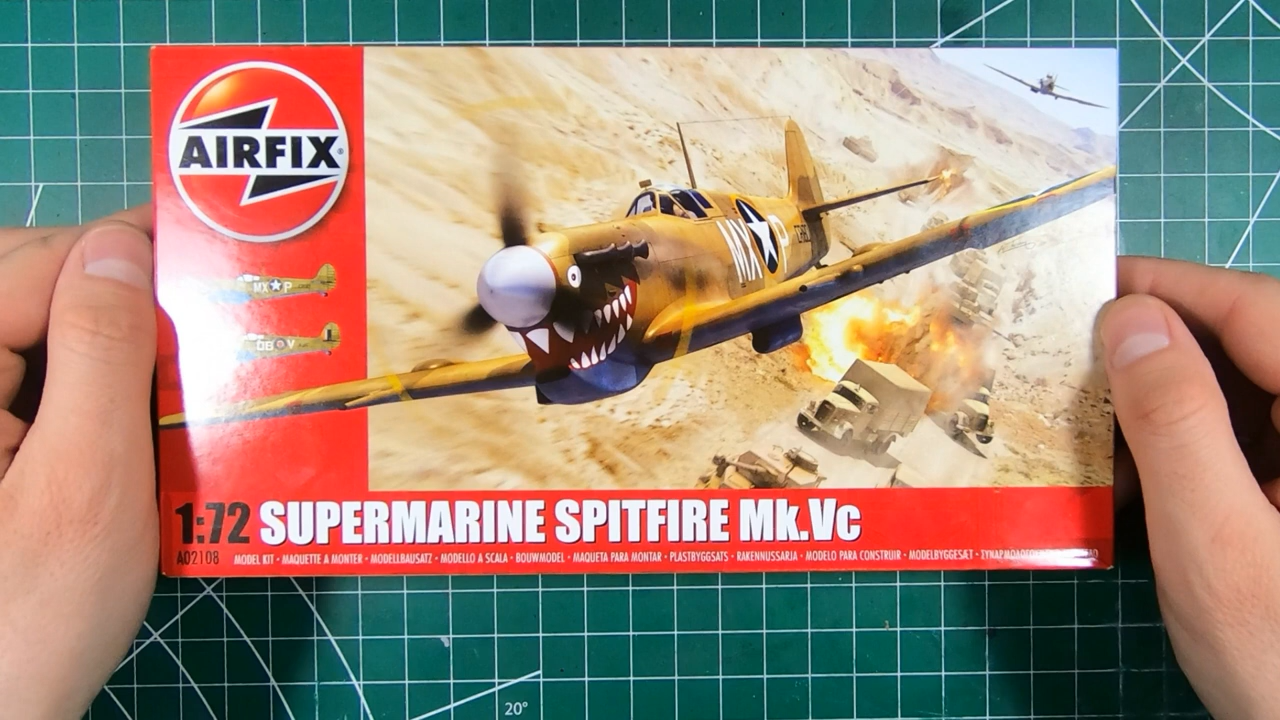 AIRFIX
MX P
MX P
DB V
1:72 SUPERMARINE SPITFIRE Mk.Vc
A02108 MODEL KIT • MAQUETTE A MONTER • MODELLBAUSATZ • MODELLO A SCALA • BOUWMODEL • MAQUETA PARA MONTAR • PLASTBYGGSATS • RAKENNUSSARJA • MODELO PARA CONSTRUIR • MODELBYGGESÆT •
20°